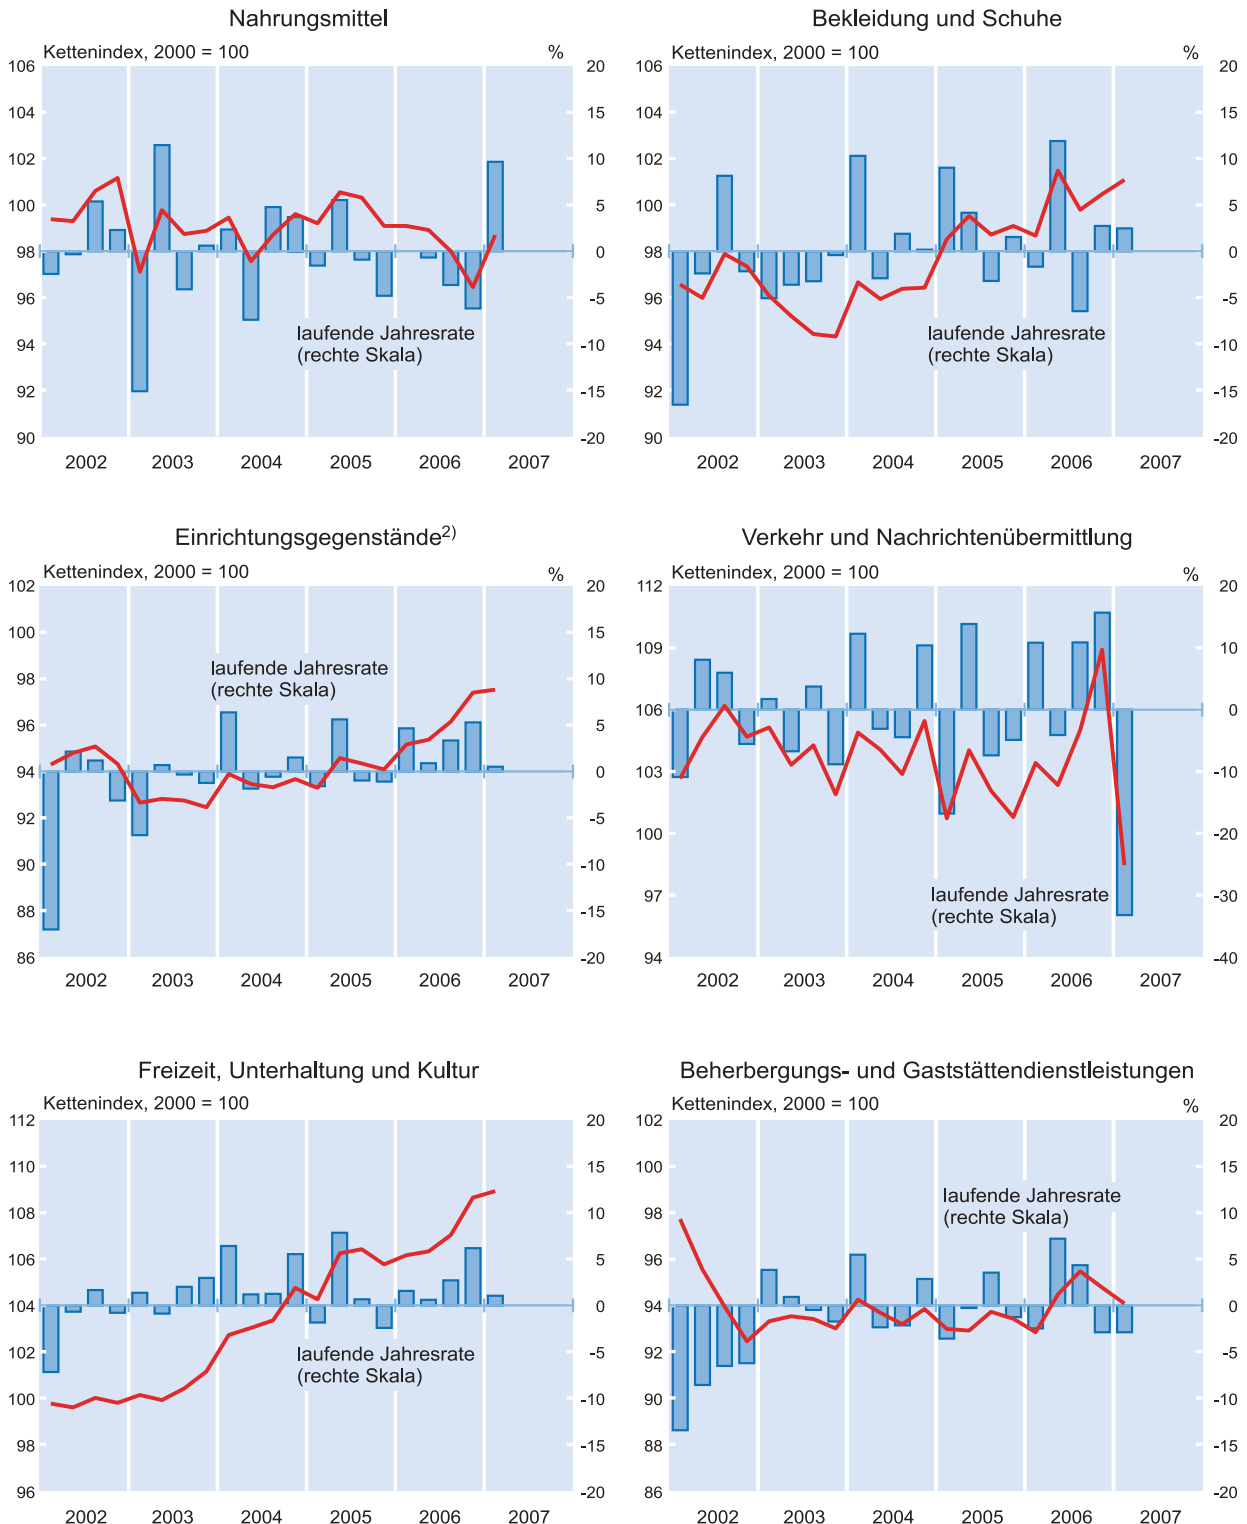 Nahrungsmittel
Kettenindex, 2000 = 100 %
106 20
104 15
102 10
100 5
98 0
96 -5
94 -10
92 -15
90 -20
laufende Jahresrate
(rechte Skala)
2002 2003 2004 2005 2006 2007
Bekleidung und Schuhe
Kettenindex, 2000 = 100 %
106 20
104 15
102 10
100 5
98 0
96 -5
94 -10
92 -15
90 -20
laufende Jahresrate
(rechte Skala)
2002 2003 2004 2005 2006 2007
Einrichtungsgegenstände2)
Kettenindex, 2000 = 100 %
102 20
100 15
98 10
96 5
94 0
92 -5
90 -10
88 -15
86 -20
laufende Jahresrate
(rechte Skala)
2002 2003 2004 2005 2006 2007
Verkehr und Nachrichtenübermittlung
Kettenindex, 2000 = 100 %
112 20
109 10
106 0
103 -10
100 -20
97 -30
94 -40
laufende Jahresrate
(rechte Skala)
2002 2003 2004 2005 2006 2007
Freizeit, Unterhaltung und Kultur
Kettenindex, 2000 = 100
112 20
110 15
108 10
106 5
104 0
102 -5
100 -10
98 -15
96 -20
laufende Jahresrate
(rechte Skala)
2002 2003 2004 2005 2006 2007
Beherbergungs- und Gaststättendienstleistungen
Kettenindex, 2000 = 100 %
102 20
100 15
98 10
96 5
94 0
92 -5
90 -10
88 -15
86 -20
laufende Jahresrate
(rechte Skala)
2002 2003 2004 2005 2006 2007